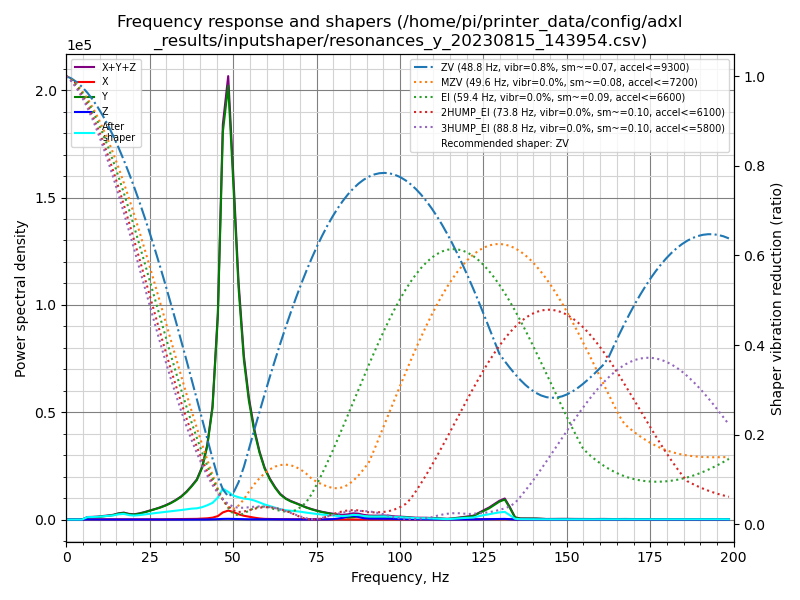 Frequency response and shapers (/home/pi/printer_data/config/adxl
_results/inputshaper/resonances_y_20230815_143954.csv)
1e5
X+Y+Z
X
Y
Z
After
shaper
ZV (48.8 Hz, vibr=0.8%, sm~=0.07, accel<=9300)
MZV (49.6 Hz, vibr=0.0%, sm~=0.08, accel<=7200)
EI (59.4 Hz, vibr=0.0%, sm~=0.09, accel<=6600)
2HUMP_EI (73.8 Hz, vibr=0.0%, sm~=0.10, accel<=6100)
3HUMP_EI (88.8 Hz, vibr=0.0%, sm~=0.10, accel<=5800)
Recommended shaper: ZV
Power spectral density
2.0
1.5
1.0
0.5
0.0
1.0
0.8
0.6
0.4
0.2
0.0
Shaper vibration reduction (ratio)
0 25 50 75 100 125 150 175 200
Frequency, Hz